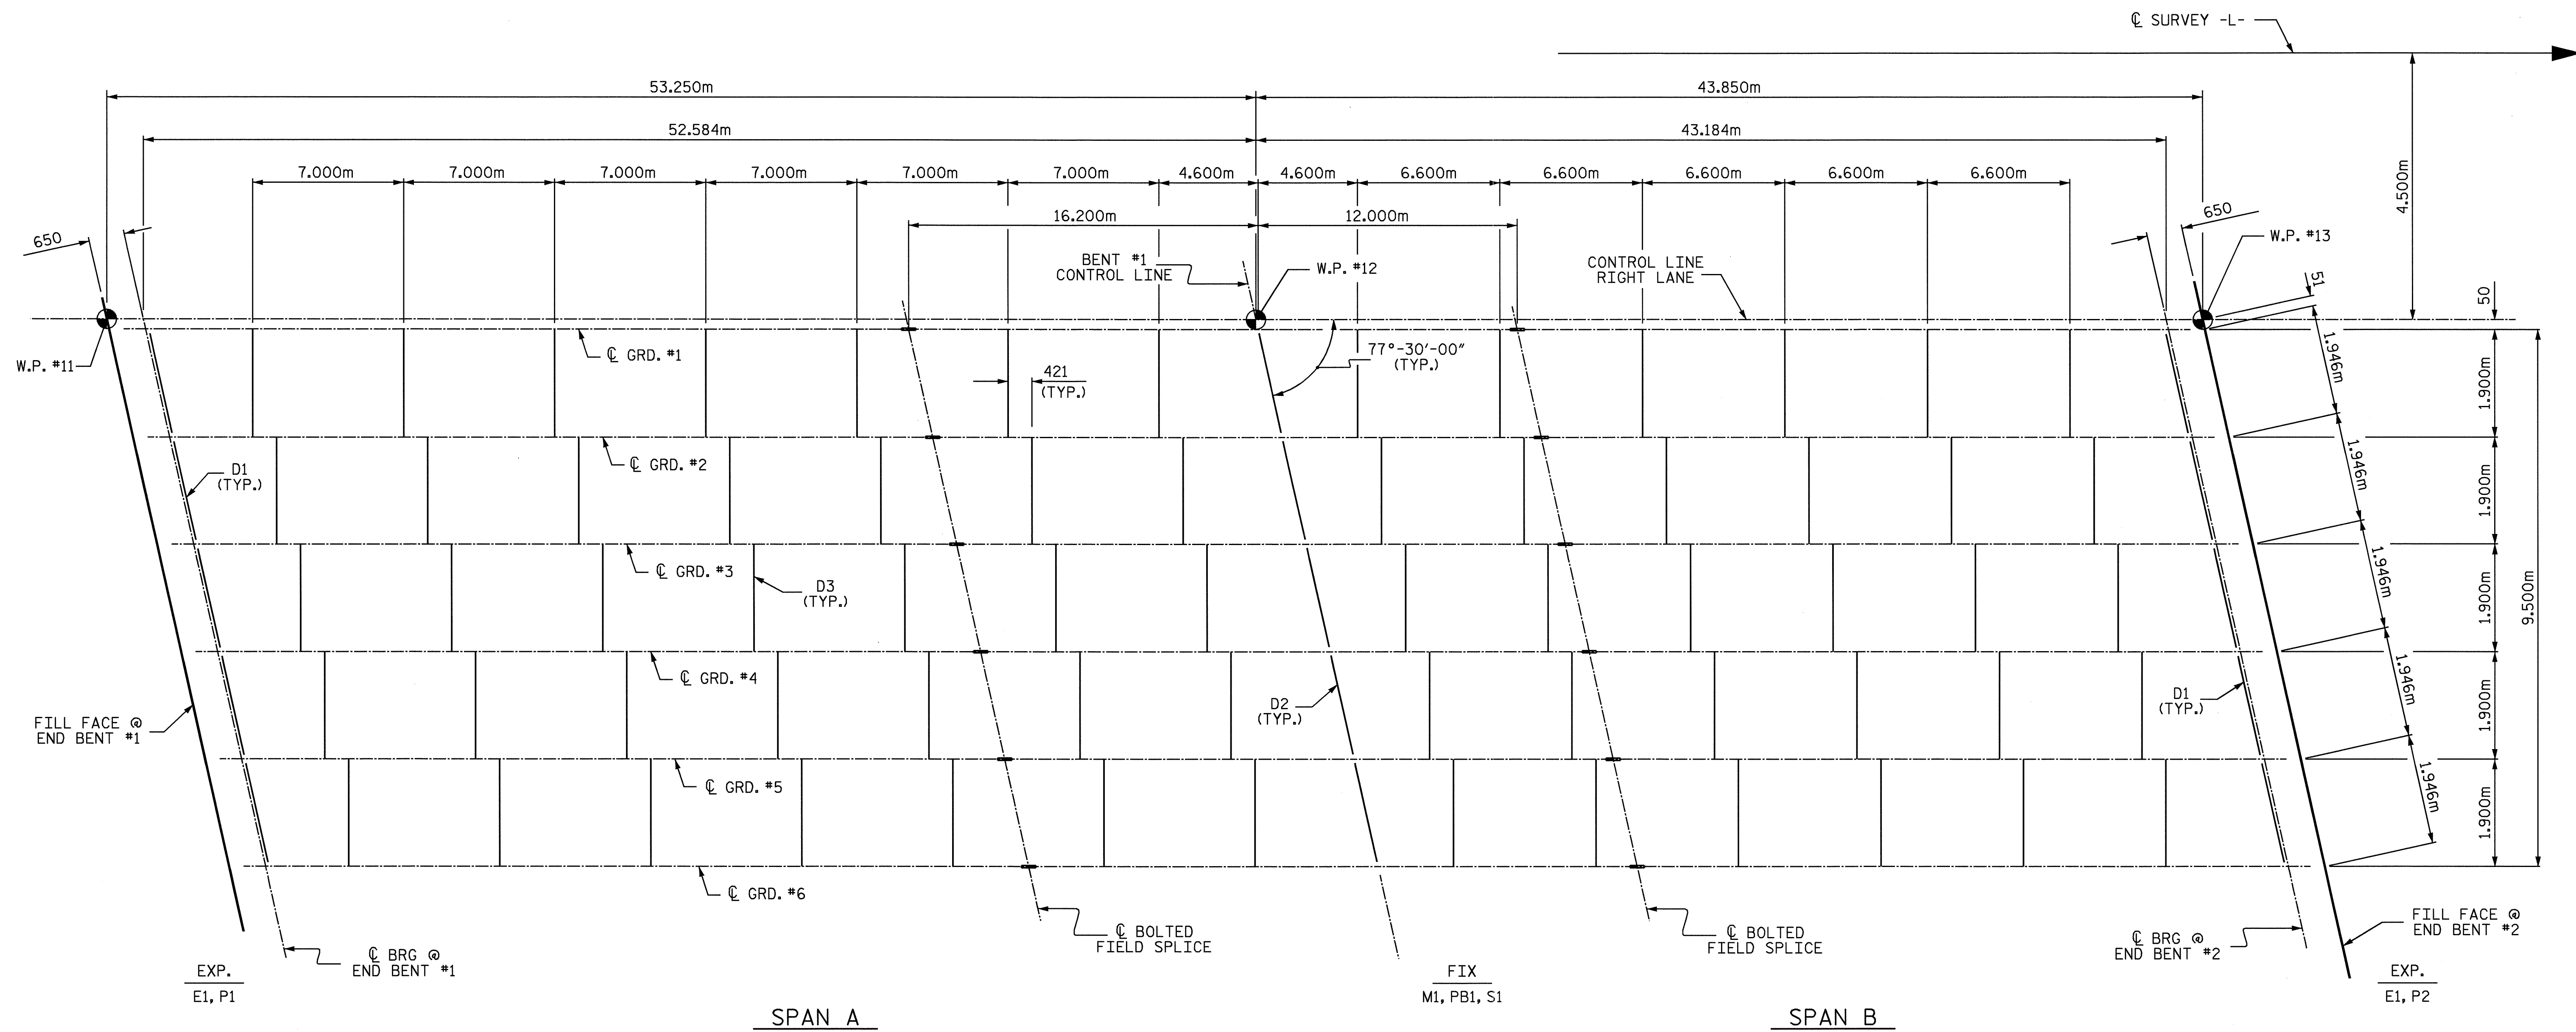 ℄ SURVEY -L-
53.250m
43.850m
52.584m
43.184m
7.000m
7.000m
7.000m
7.000m
7.000m
7.000m
4.600m
4.600m
6.600m
6.600m
6.600m
6.600m
6.600m
4.500m
16.200m
12.000m
650
650
W.P. #13
BENT #1
CONTROL LINE
W.P. #12
CONTROL LINE
RIGHT LANE
51
50
W.P. #11
℄ GRD. #1
77°-30'-00"
(TYP.)
421
(TYP.)
1.946m
1.900m
℄ GRD. #2
D1
(TYP.)
1.946m
1.900m
℄ GRD. #3
D3
(TYP.)
1.946m
1.900m
9.500m
℄ GRD. #4
D2
(TYP.)
D1
(TYP.)
1.946m
1.900m
FILL FACE @
END BENT #1
℄ GRD. #5
1.946m
1.900m
℄ GRD. #6
℄ BOLTED
FIELD SPLICE
℄ BOLTED
FIELD SPLICE
FILL FACE @
END BENT #2
℄ BRG @
END BENT #1
℄ BRG @
END BENT #2
EXP.
E1, P1
FIX
M1, PB1, S1
EXP.
E1, P2
SPAN A
SPAN B